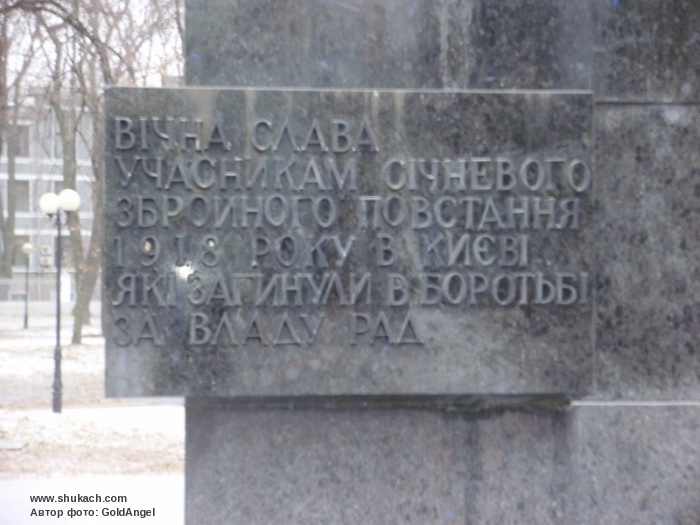 ВІЧНА СЛАВА
УЧАСНИКАМ СІЧНЕВОГО
ЗБРОЙНОГО ПОВСТАННЯ
1918 РОКУ В КИЄВІ
ЯКІ ЗАГИНУЛИ В БОРОТЬБІ
ЗА ВЛАДУ РАД
www.shukach.com
Автор фото: GoldAngel